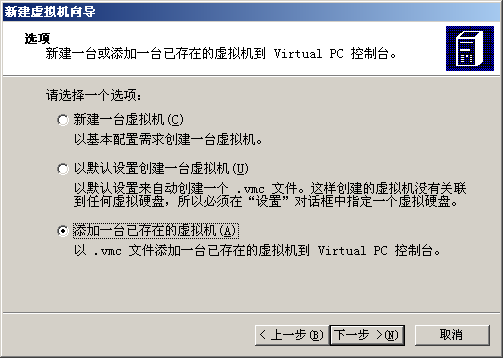 新建虚拟机向导
选项
新建一台或添加一台已存在的虚拟机到 Virtual PC 控制台。
请选择一个选项:
新建一台虚拟机(C)
以基本配置需求创建一台虚拟机。
以默认设置创建一台虚拟机(U)
以默认设置来自动创建一个 .vmc 文件。这样创建的虚拟机没有关联
到任何虚拟硬盘，所以必须在“设置”对话框中指定一个虚拟硬盘。
添加一台已存在的虚拟机(A)
以 .vmc 文件添加一台已存在的虚拟机到 Virtual PC 控制台。
< 上一步(B) 下一步 >(N) 取消